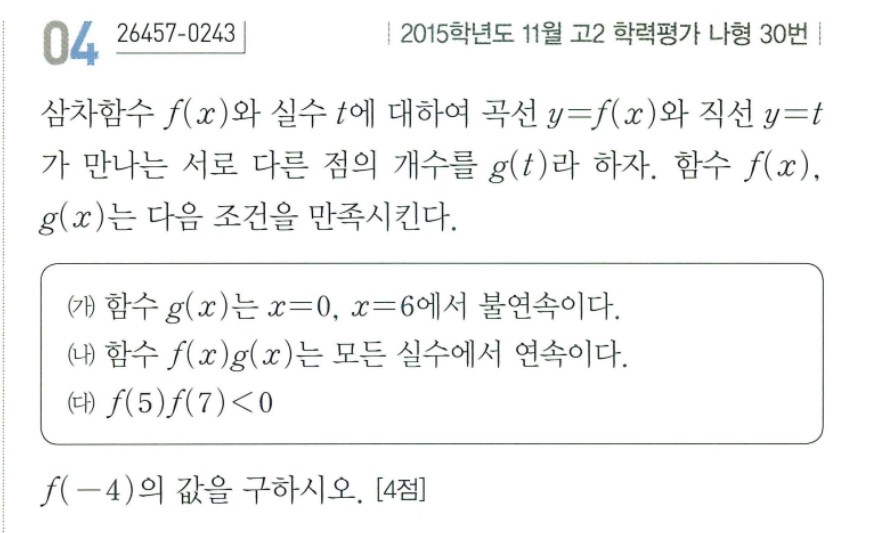 04 26457-0243 | 2015학년도 11월 고2 학력평가 나형 30번 |
삼차함수 f(x)와 실수 t에 대하여 곡선 y=f(x)와 직선 y=t
가 만나는 서로 다른 점의 개수를 g(t)라 하자. 함수 f(x),
g(x)는 다음 조건을 만족시킨다.
㈎ 함수 g(x)는 x=0, x=6에서 불연속이다.
㈏ 함수 f(x)g(x)는 모든 실수에서 연속이다.
㈐ f(5)f(7)<0
f(-4)의 값을 구하시오. [4점]